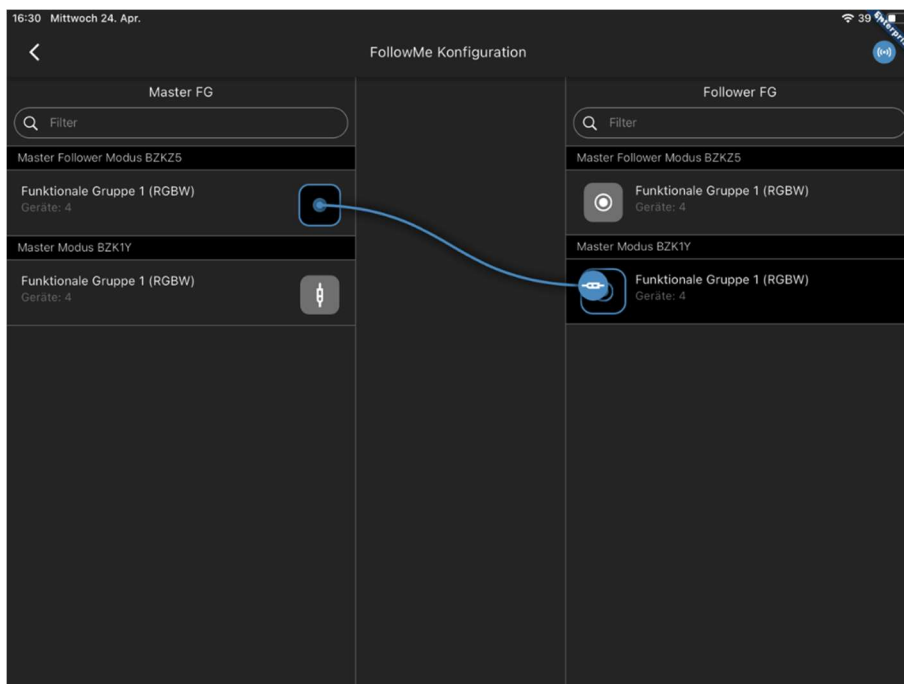 16:30 Mittwoch 24. Apr.
39
Enterpri
FollowMe Konfiguration
Master FG
Filter
Master Follower Modus BZKZ5
Funktionale Gruppe 1 (RGBW)
Geräte: 4
Master Modus BZK1Y
Funktionale Gruppe 1 (RGBW)
Geräte: 4
Follower FG
Filter
Master Follower Modus BZKZ5
Funktionale Gruppe 1 (RGBW)
Geräte: 4
Master Modus BZK1Y
Funktionale Gruppe 1 (RGBW)
Geräte: 4